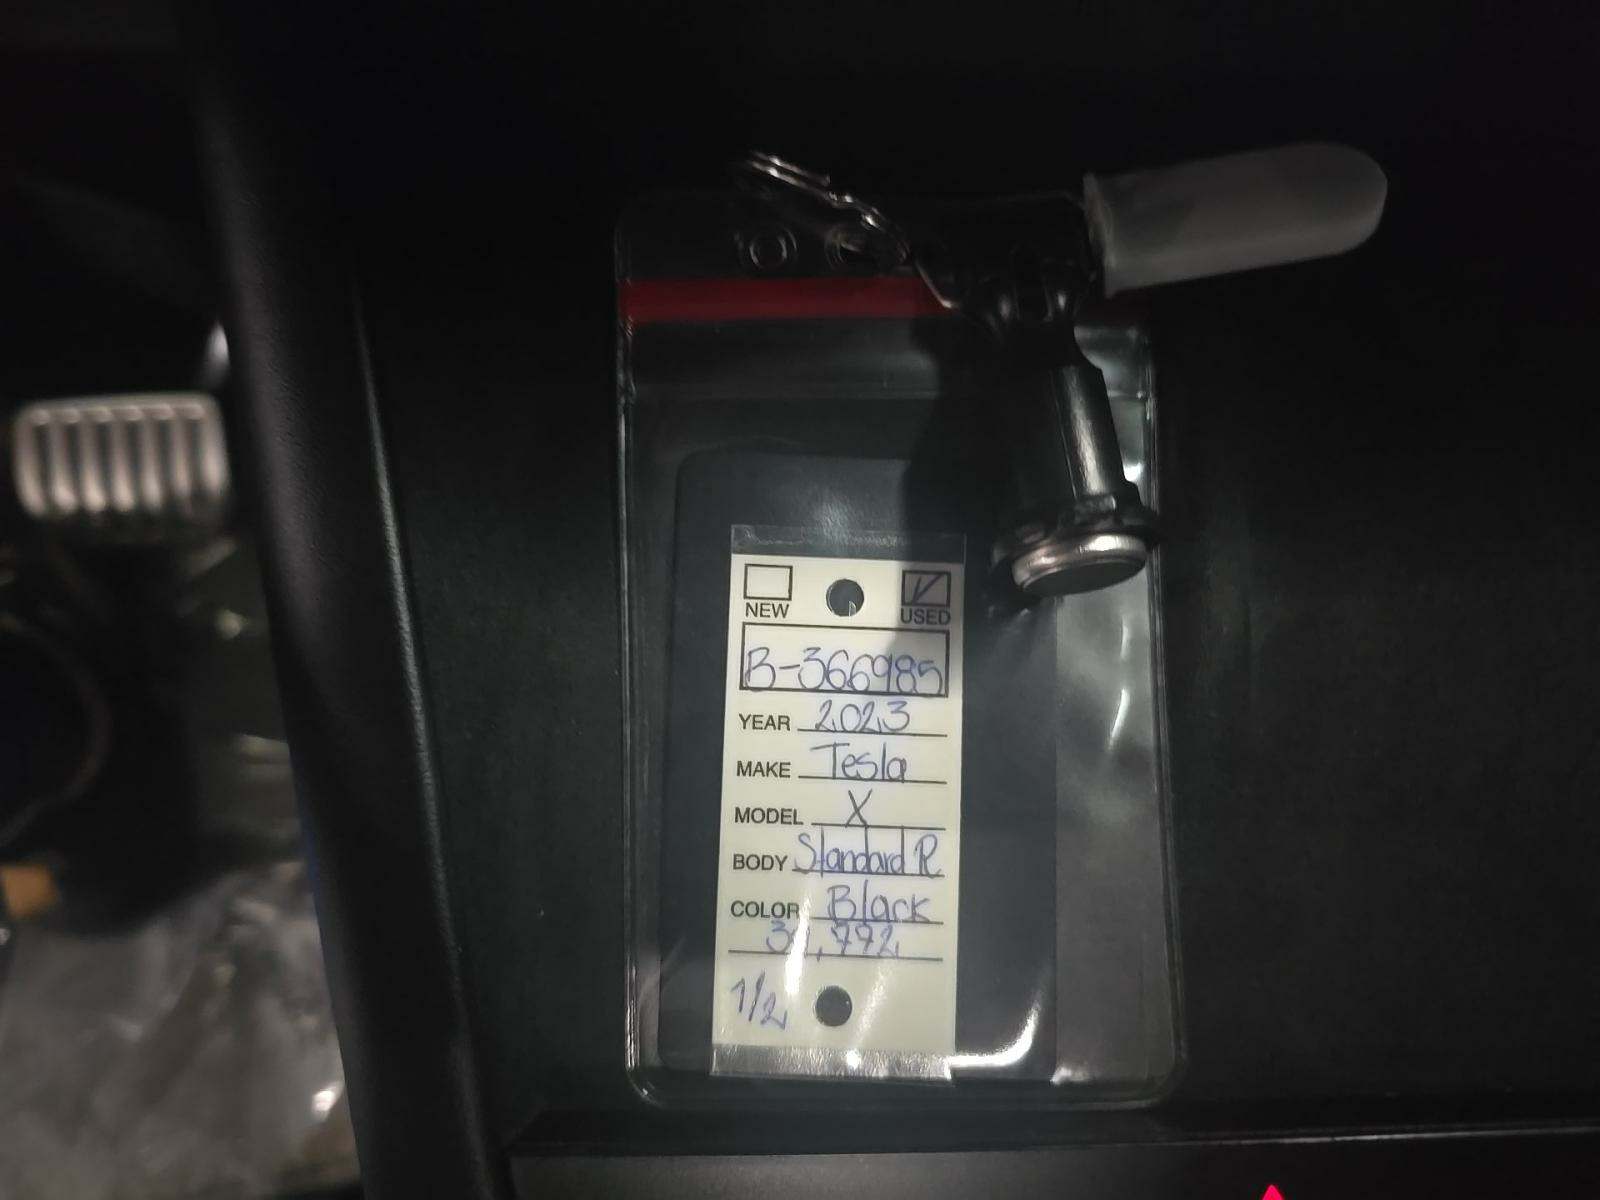 NEW USED
B-366985
YEAR 2023
MAKE Tesla
MODEL X
BODY Standard R
COLOR Black
1/2